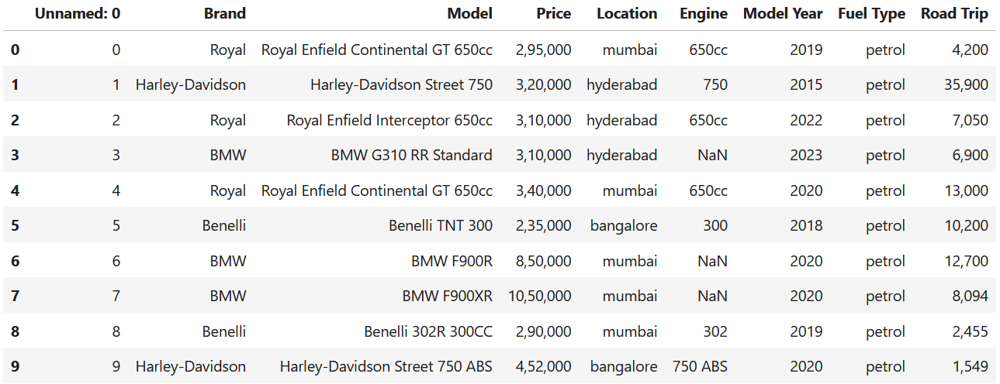 Unnamed: 0 Brand Model Price Location Engine Model Year Fuel Type Road Trip
0 0 Royal Royal Enfield Continental GT 650cc 2,95,000 mumbai 650cc 2019 petrol 4,200
1 1 Harley-Davidson Harley-Davidson Street 750 3,20,000 hyderabad 750 2015 petrol 35,900
2 2 Royal Royal Enfield Interceptor 650cc 3,10,000 hyderabad 650cc 2022 petrol 7,050
3 3 BMW BMW G310 RR Standard 3,10,000 hyderabad NaN 2023 petrol 6,900
4 4 Royal Royal Enfield Continental GT 650cc 3,40,000 mumbai 650cc 2020 petrol 13,000
5 5 Benelli Benelli TNT 300 2,35,000 bangalore 300 2018 petrol 10,200
6 6 BMW BMW F900R 8,50,000 mumbai NaN 2020 petrol 12,700
7 7 BMW BMW F900XR 10,50,000 mumbai NaN 2020 petrol 8,094
8 8 Benelli Benelli 302R 300CC 2,90,000 mumbai 302 2019 petrol 2,455
9 9 Harley-Davidson Harley-Davidson Street 750 ABS 4,52,000 bangalore 750 ABS 2020 petrol 1,549